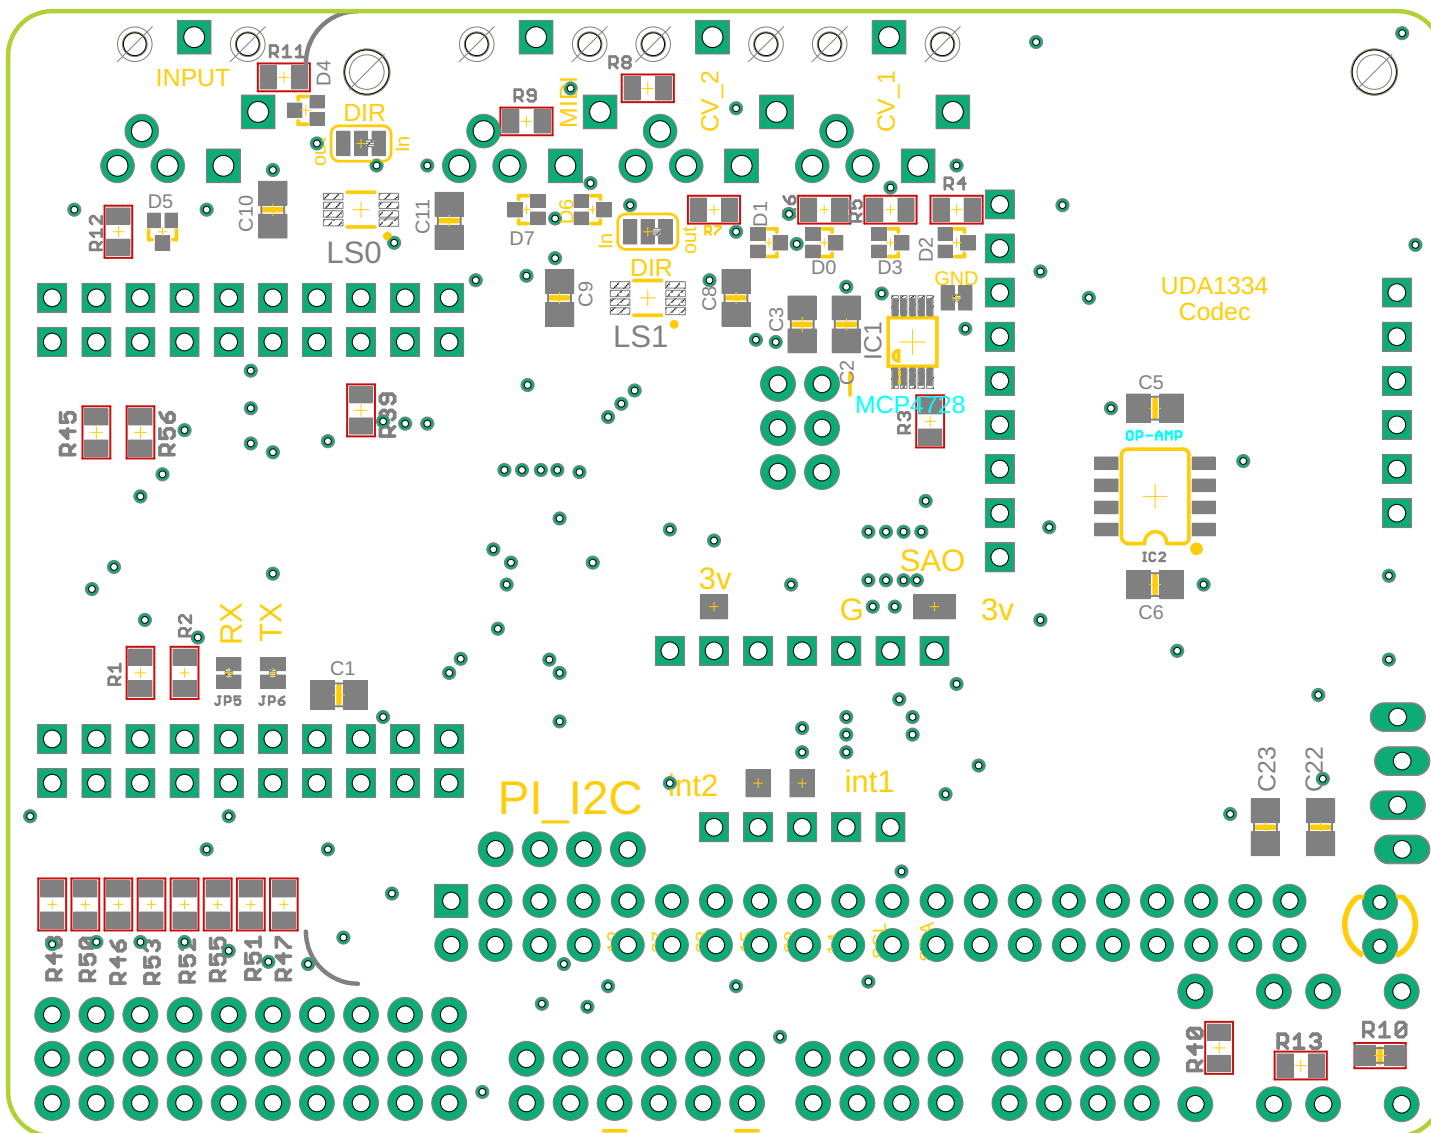 R11
D4
INPUT
R8
R9
MIDI
CV_2
CV_1
DIR
out
In
D5
R12
C10
C11
LS0
D7
D6
In
out
DIR
R7
D1
R5
R4
D0
D3
D2
GND
C9
C8
LS1
C3
IC1
C2
MCP4728
R3
UDA1334
Codec
C5
OP-AMP
IC2
C6
R45
R56
R39
SAO
3v
G
3v
RX
TX
R2
R1
JP5
JP6
C1
PI_I2C
int2
int1
C23
C22
R50
R46
R53
R52
R55
R51
R47
R40
R13
R10